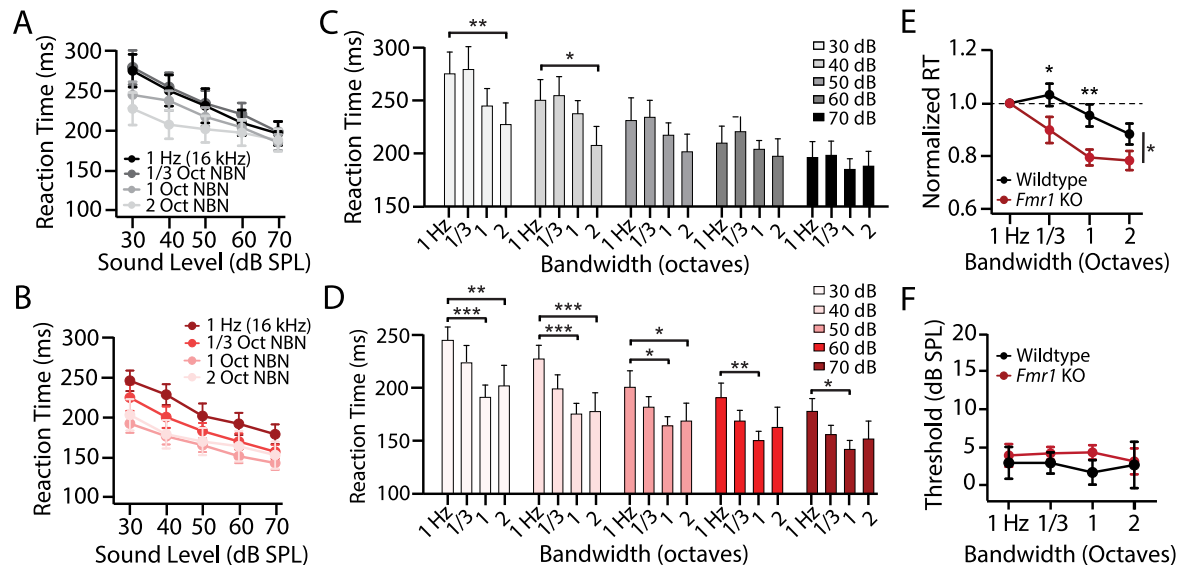 A
Reaction Time (ms)
300
250
200
150
100
1 Hz (16 kHz)
1/3 Oct NBN
1 Oct NBN
2 Oct NBN
30 40 50 60 70
Sound Level (dB SPL)
B
Reaction Time (ms)
300
250
200
150
100
1 Hz (16 kHz)
1/3 Oct NBN
1 Oct NBN
2 Oct NBN
30 40 50 60 70
Sound Level (dB SPL)
C
Reaction Time (ms)
300
250
200
150
** *
30 dB
40 dB
50 dB
60 dB
70 dB
1 Hz 1/3 1 2 1 Hz 1/3 1 2 1 Hz 1/3 1 2 1 Hz 1/3 1 2 1 Hz 1/3 1 2
Bandwidth (octaves)
D
Reaction Time (ms)
250
200
150
100
** *** * ** *
*** *** *
30 dB
40 dB
50 dB
60 dB
70 dB
1 Hz 1/3 1 2 1 Hz 1/3 1 2 1 Hz 1/3 1 2 1 Hz 1/3 1 2 1 Hz 1/3 1 2
Bandwidth (octaves)
E
Normalized RT
1.2
1.0
0.8
0.6
* ** *
Wildtype
Fmr1 KO
1 Hz 1/3 1 2
Bandwidth (Octaves)
F
Threshold (dB SPL)
20
15
10
5
0
Wildtype
Fmr1 KO
1 Hz 1/3 1 2
Bandwidth (Octaves)